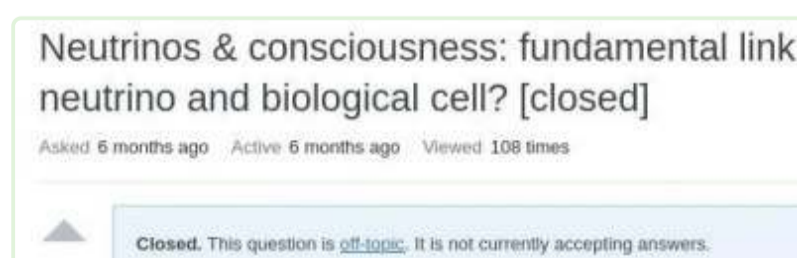 Neutrinos & consciousness: fundamental link
neutrino and biological cell? [closed]
Asked 6 months ago Active 6 months ago Viewed 108 times
Closed. This question is off-topic. It is not currently accepting answers.